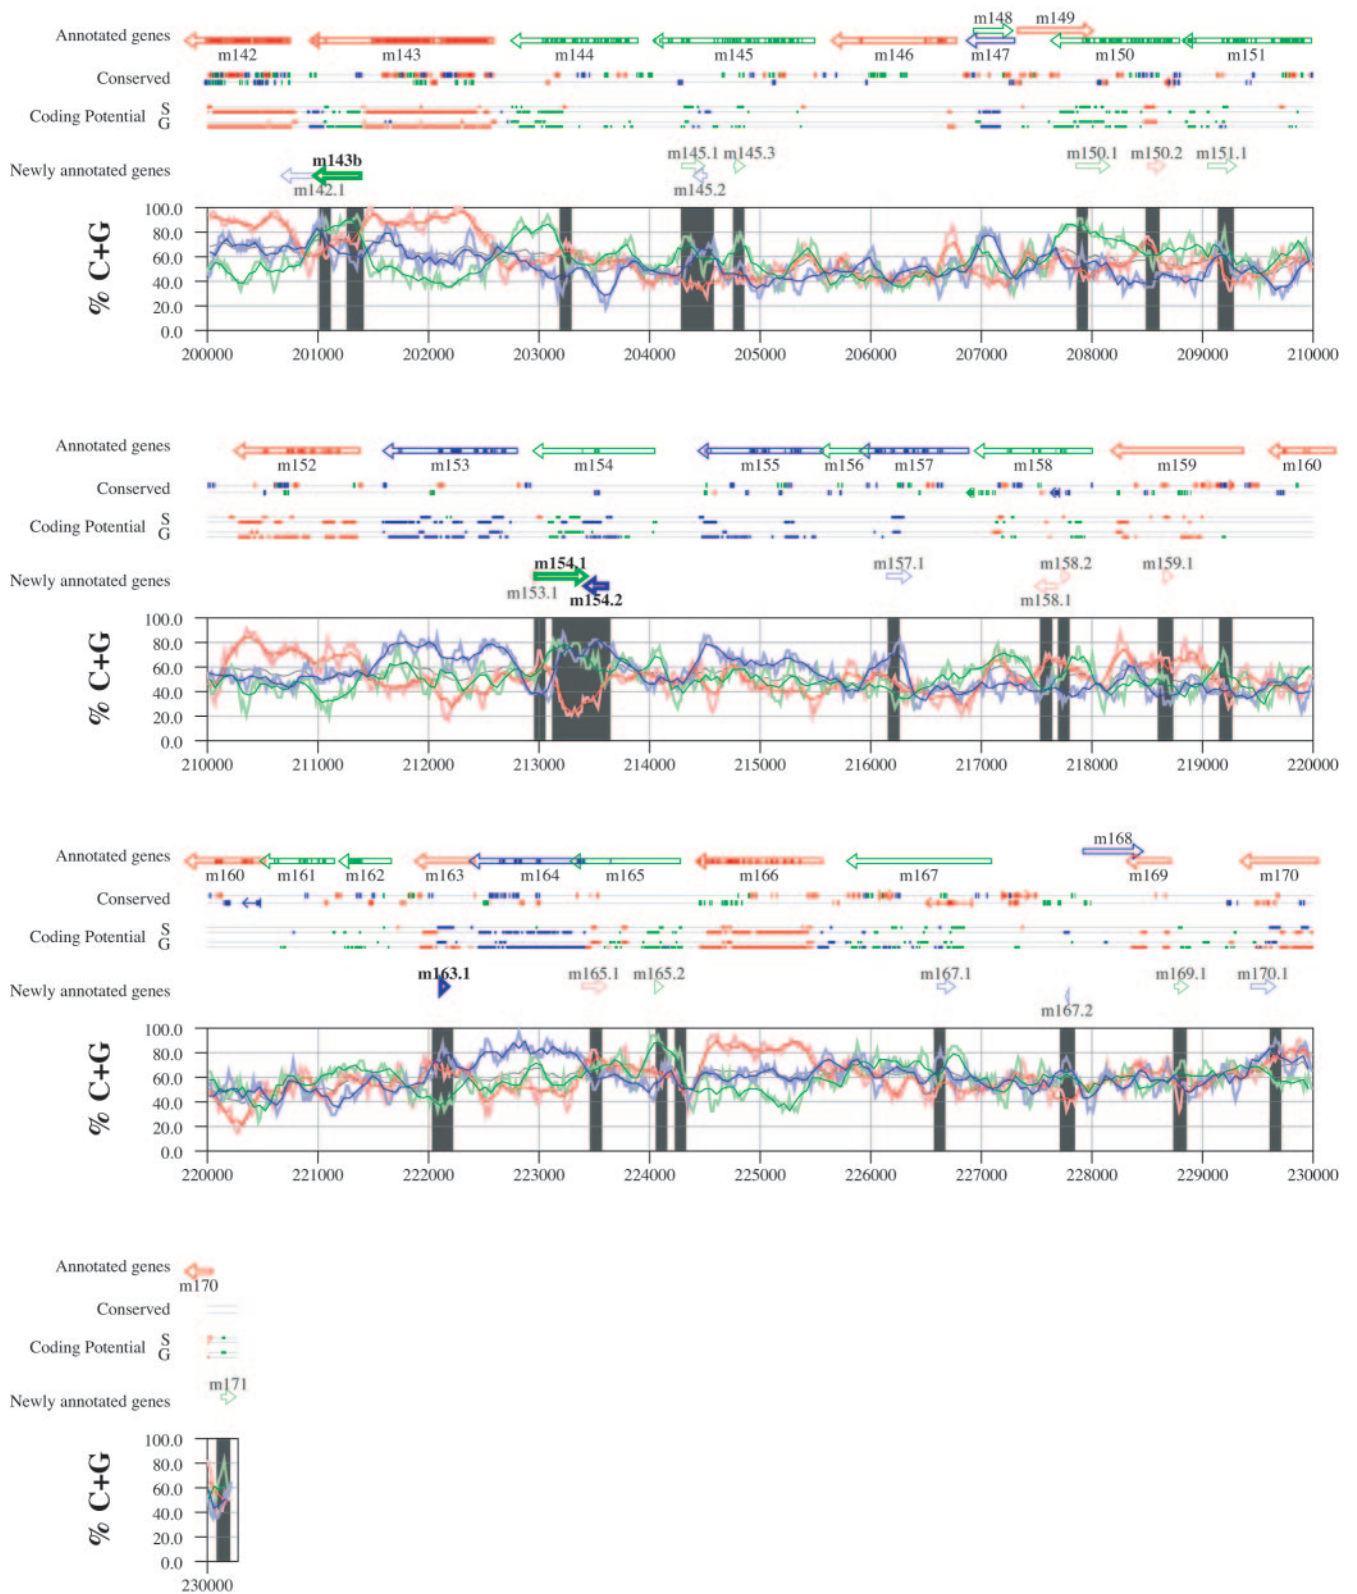 m148 m149
Annotated genes
m142 m143 m144 m145 m146 m147 m150 m151
Conserved
Coding Potential S
G
m145.1 m145.3 m150.1 m150.2 m151.1
Newly annotated genes m143b
m142.1 m145.2
% C+G
100.0
80.0
60.0
40.0
20.0
0.0
200000 201000 202000 203000 204000 205000 206000 207000 208000 209000 210000
Annotated genes
m152 m153 m154 m155 m156 m157 m158 m159 m160
Conserved
Coding Potential S
G
m154.1 m157.1 m158.2 m159.1
Newly annotated genes
m153.1 m154.2 m158.1
% C+G
100.0
80.0
60.0
40.0
20.0
0.0
210000 211000 212000 213000 214000 215000 216000 217000 218000 219000 220000
m168
Annotated genes
m160 m161 m162 m163 m164 m165 m166 m167 m169 m170
Conserved
Coding Potential S
G
m163.1 m165.1 m165.2 m167.1 m169.1 m170.1
Newly annotated genes
m167.2
% C+G
100.0
80.0
60.0
40.0
20.0
0.0
220000 221000 222000 223000 224000 225000 226000 227000 228000 229000 230000
Annotated genes
m170
Conserved
Coding Potential S
G
m171
Newly annotated genes
% C+G
100.0
80.0
60.0
40.0
20.0
0.0
230000